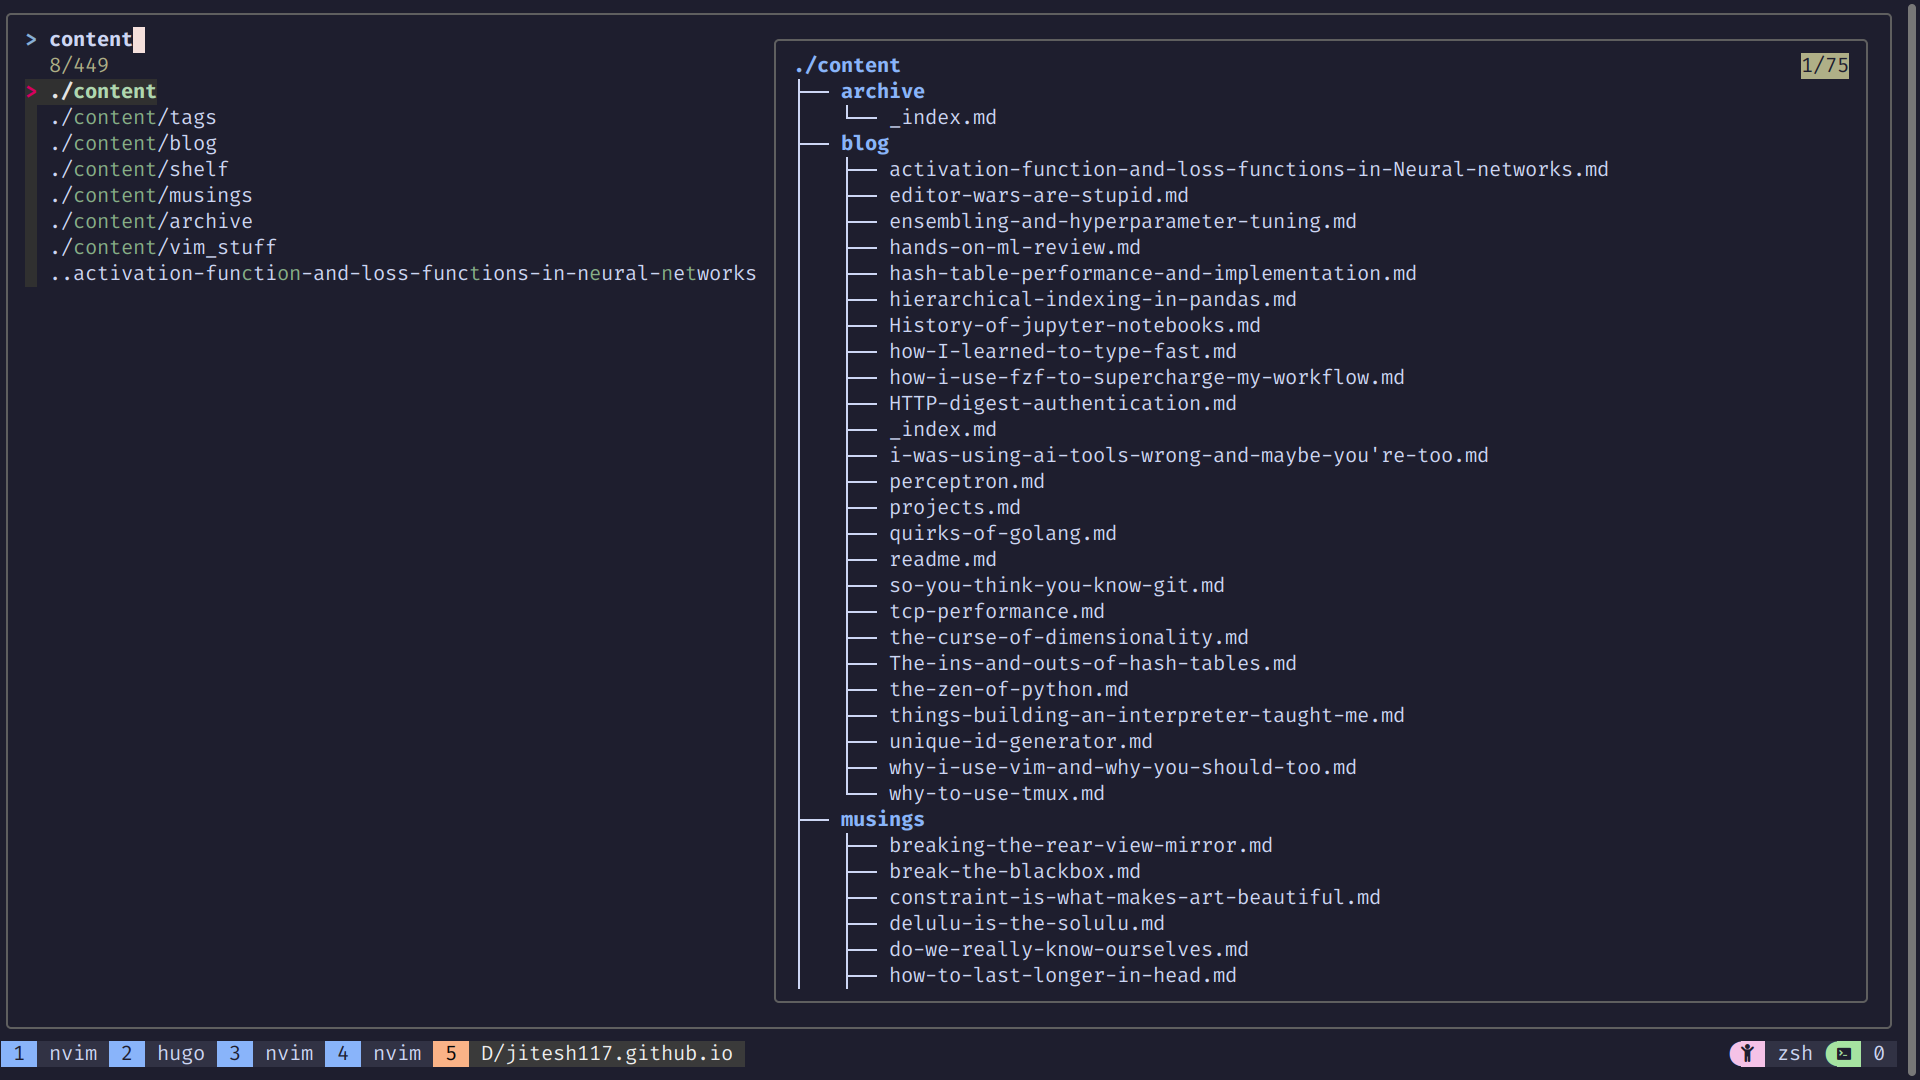 > content
8/449
> ./content
./content/tags
./content/blog
./content/shelf
./content/musings
./content/archive
./content/vim_stuff
..activation-function-and-loss-functions-in-neural-networks
./content 1/75
archive
_index.md
blog
activation-function-and-loss-functions-in-Neural-networks.md
editor-wars-are-stupid.md
ensembling-and-hyperparameter-tuning.md
hands-on-ml-review.md
hash-table-performance-and-implementation.md
hierarchical-indexing-in-pandas.md
History-of-jupyter-notebooks.md
how-I-learned-to-type-fast.md
how-i-use-fzf-to-supercharge-my-workflow.md
HTTP-digest-authentication.md
_index.md
i-was-using-ai-tools-wrong-and-maybe-you're-too.md
perceptron.md
projects.md
quirks-of-golang.md
readme.md
so-you-think-you-know-git.md
tcp-performance.md
the-curse-of-dimensionality.md
The-ins-and-outs-of-hash-tables.md
the-zen-of-python.md
things-building-an-interpreter-taught-me.md
unique-id-generator.md
why-i-use-vim-and-why-you-should-too.md
why-to-use-tmux.md
musings
breaking-the-rear-view-mirror.md
break-the-blackbox.md
constraint-is-what-makes-art-beautiful.md
delulu-is-the-solulu.md
do-we-really-know-ourselves.md
how-to-last-longer-in-head.md
1 nvim 2 hugo 3 nvim 4 nvim 5 D/jitesh117.github.io zsh 0